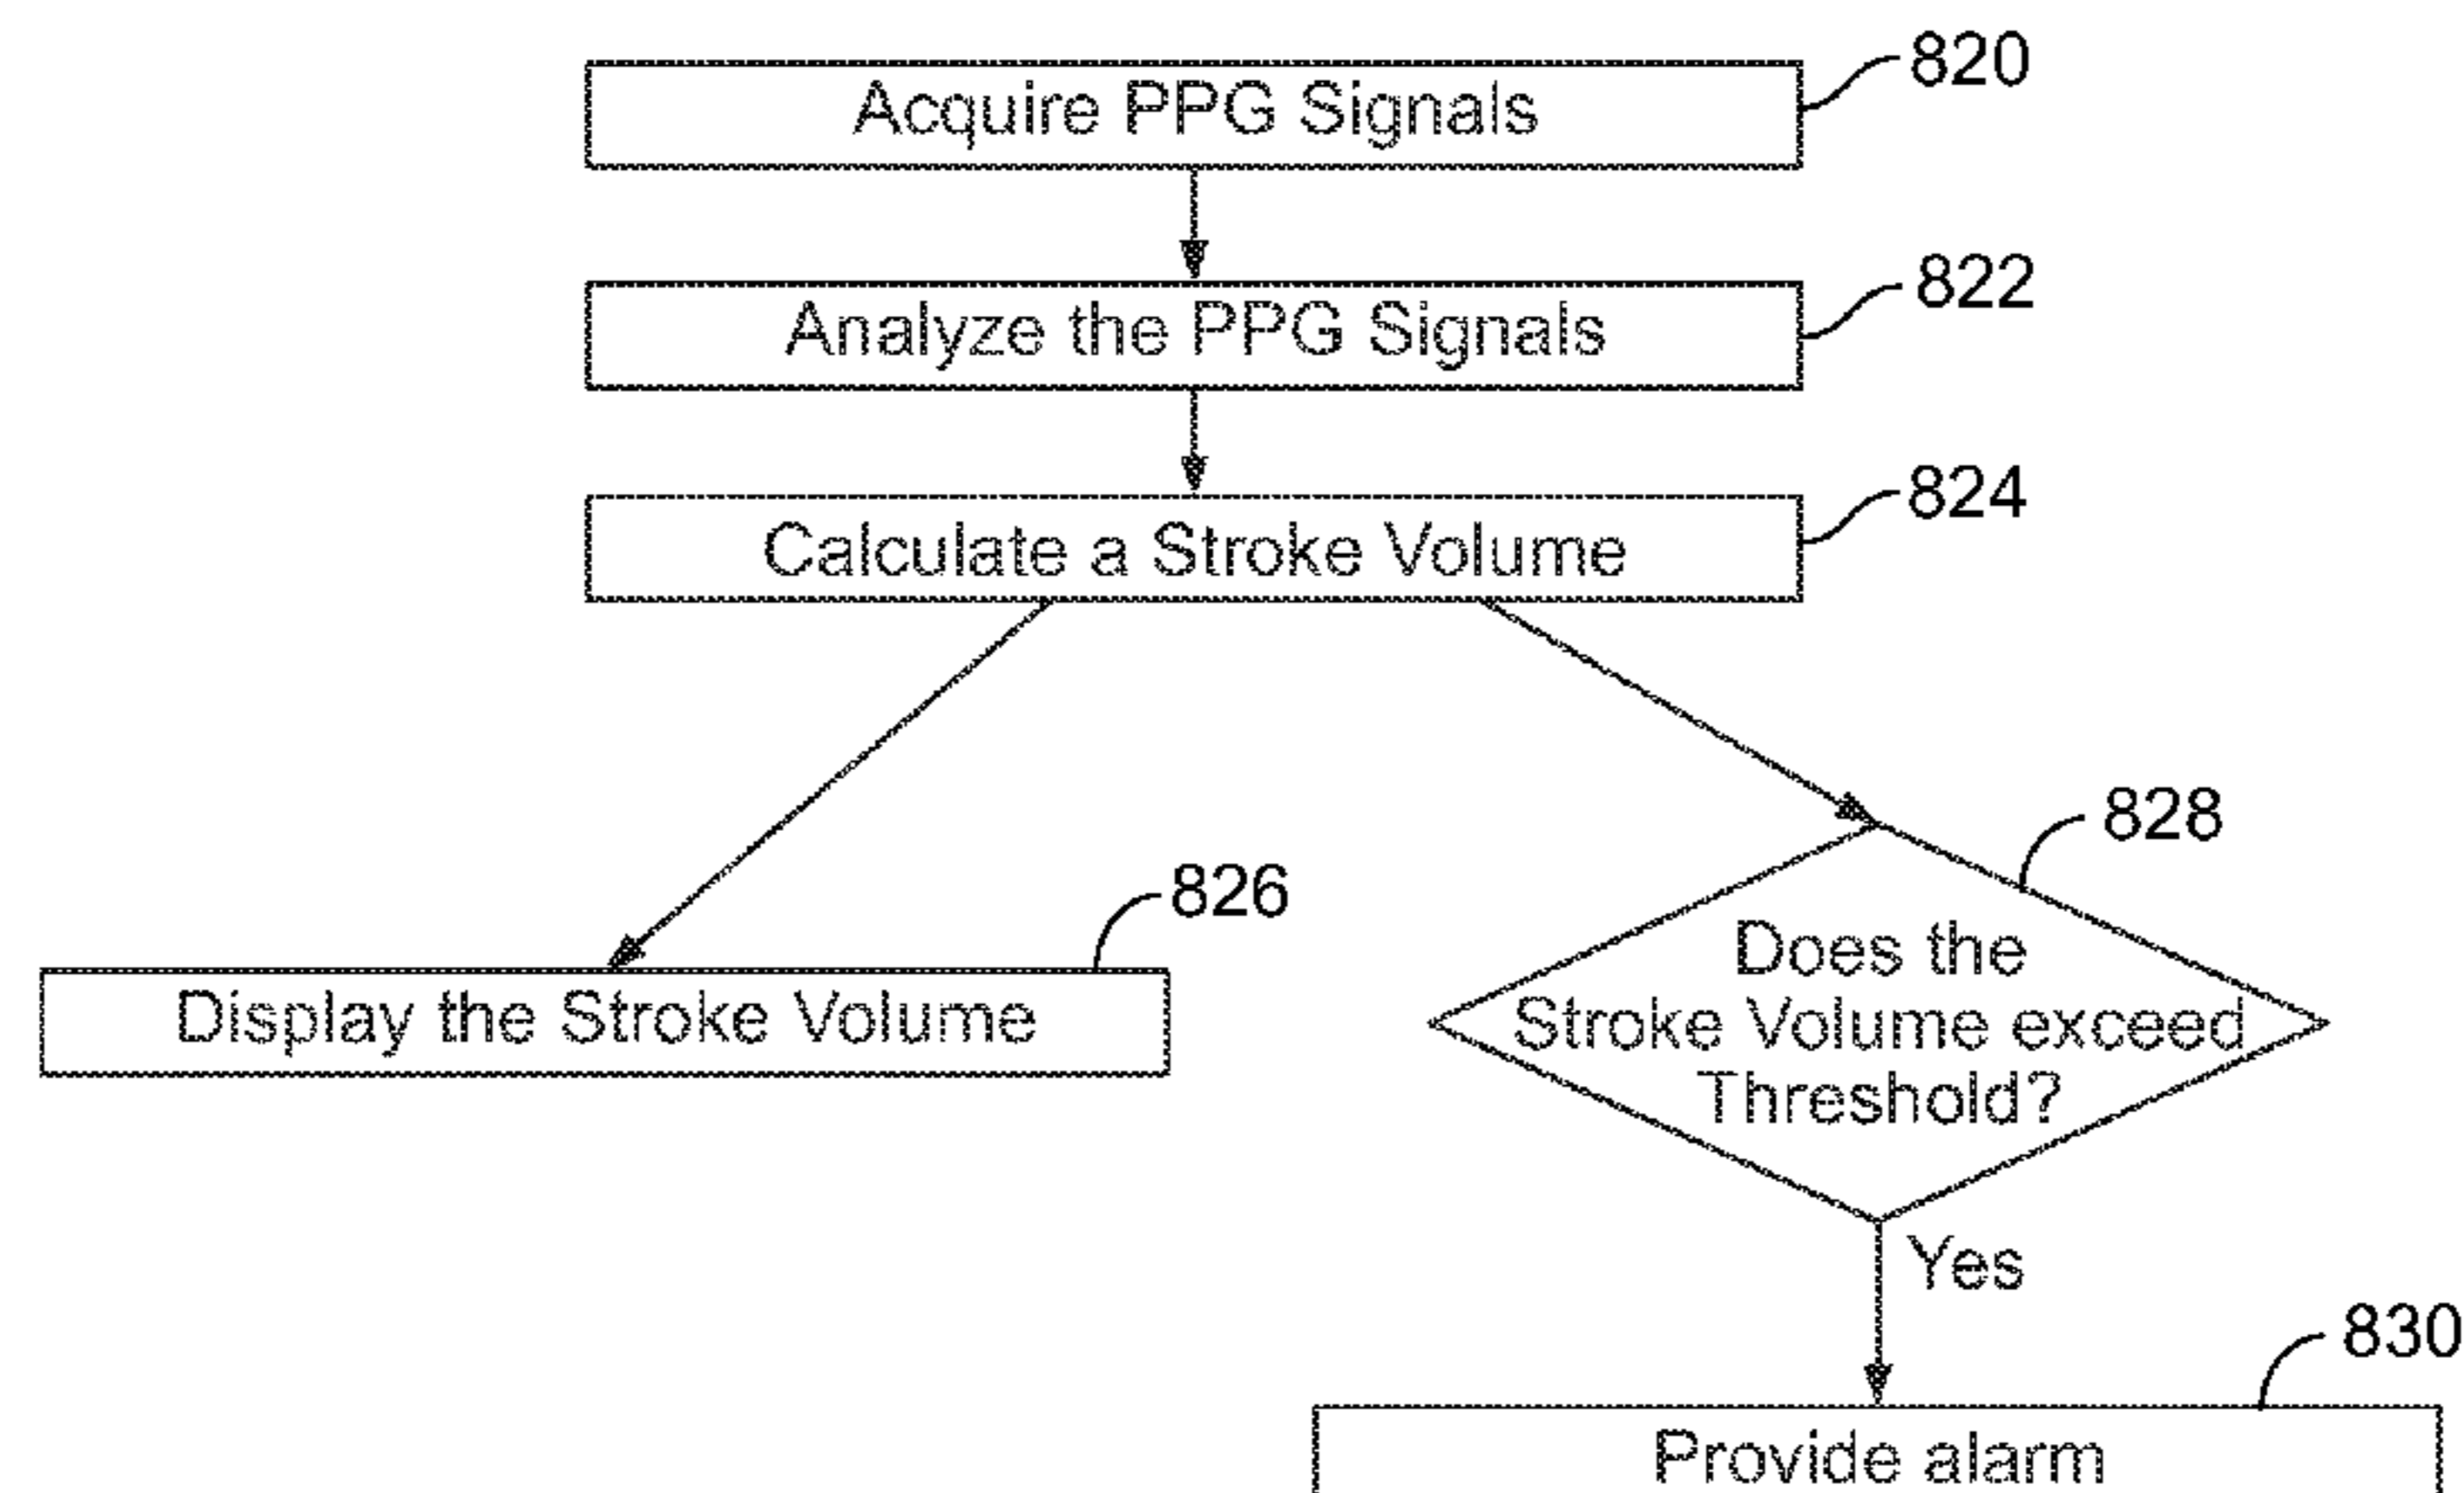 Acquire PPG Signals
820
Analyze the PPG Signals
822
Calculate a Stroke Volume
824
Display the Stroke Volume
826
Does the
Stroke Volume exceed
Threshold?
828
Yes
Provide alarm
830